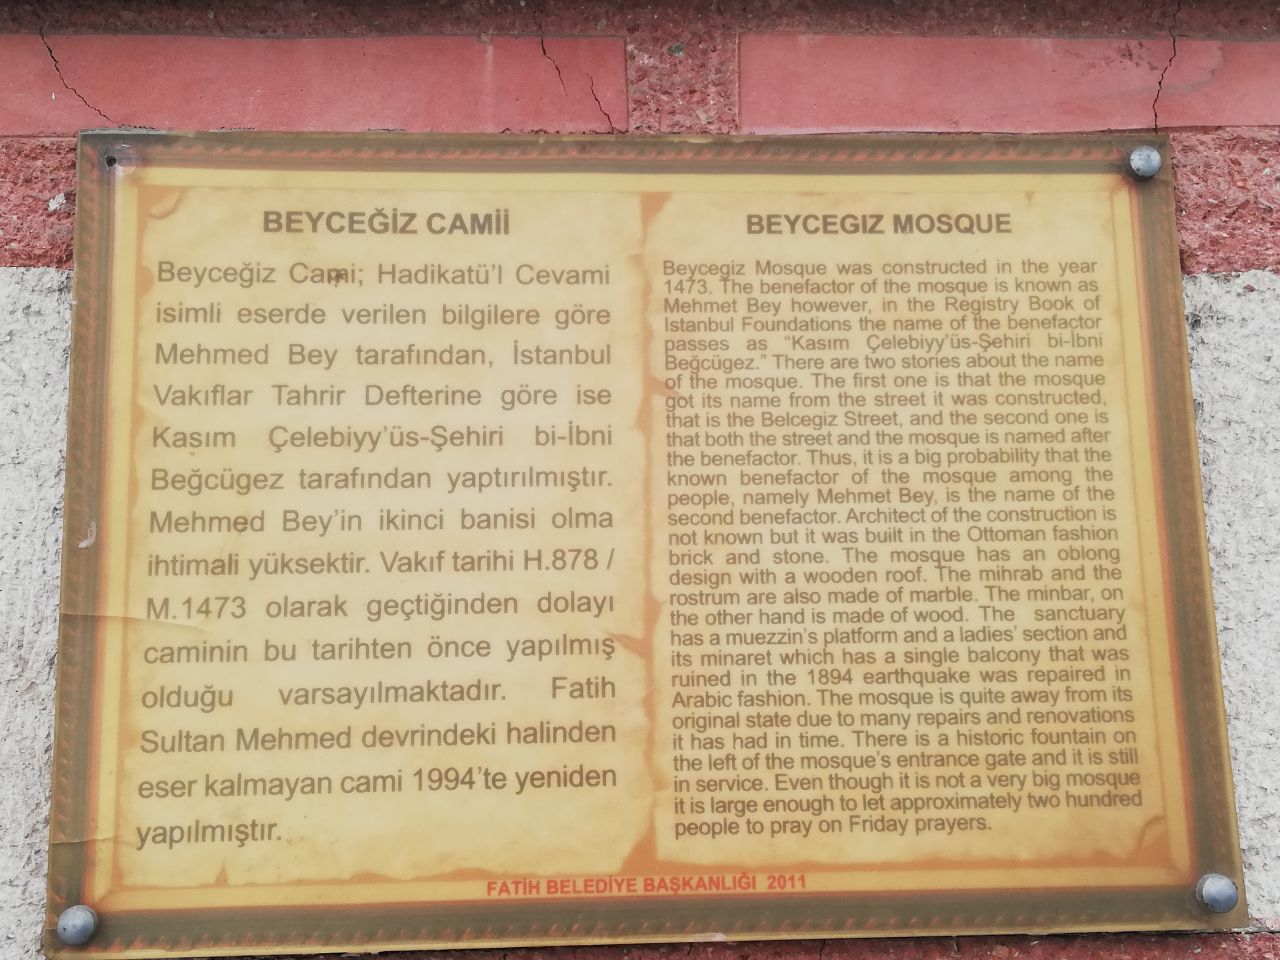 BEYCEĞİZ CAMİİ
Beyceğiz Cami; Hadikatü'l Cevami
isimli eserde verilen bilgilere göre
Mehmed Bey tarafından, İstanbul
Vakıflar Tahrir Defterine göre ise
Kasım Çelebiyy'üs-Şehiri bi-İbni
Beğcügez tarafından yaptırılmıştır.
Mehmed Bey'in ikinci banisi olma
ihtimali yüksektir. Vakıf tarihi H.878 /
M.1473 olarak geçtiğinden dolayı
caminin bu tarihten önce yapılmış
olduğu varsayılmaktadır. Fatih
Sultan Mehmed devrindeki halinden
eser kalmayan cami 1994'te yeniden
yapılmıştır.
BEYCEGIZ MOSQUE
Beycegiz Mosque was constructed in the year
1473. The benefactor of the mosque is known as
Mehmet Bey however, in the Registry Book of
Istanbul Foundations the name of the benefactor
passes as "Kasım Çelebiyy'üs-Şehiri bi-İbni
Beğcügez." There are two stories about the name
of the mosque. The first one is that the mosque
got its name from the street it was constructed,
that is the Belcegiz Street, and the second one is
that both the street and the mosque is named after
the benefactor. Thus, it is a big probability that the
known benefactor of the mosque among the
people, namely Mehmet Bey, is the name of the
second benefactor. Architect of the construction is
not known but it was built in the Ottoman fashion
brick and stone. The mosque has an oblong
design with a wooden roof. The mihrab and the
rostrum are also made of marble. The minbar, on
the other hand is made of wood. The sanctuary
has a muezzin's platform and a ladies' section and
its minaret which has a single balcony that was
ruined in the 1894 earthquake was repaired in
Arabic fashion. The mosque is quite away from its
original state due to many repairs and renovations
it has had in time. There is a historic fountain on
the left of the mosque's entrance gate and it is still
in service. Even though it is not a very big mosque
it is large enough to let approximately two hundred
people to pray on Friday prayers.
FATİH BELEDİYE BAŞKANLIĞI 2011